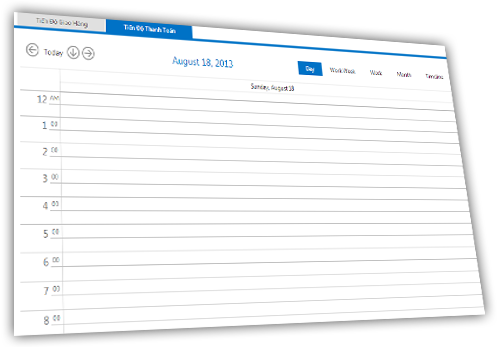 Tiến Độ Giao Hàng
Tiến Độ Thanh Toán
Today
August 18, 2013
Day
Work Week
Week
Month
Timeline
Sunday, August 18
12 am
1 00
2 00
3 00
4 00
5 00
6 00
7 00
8 00